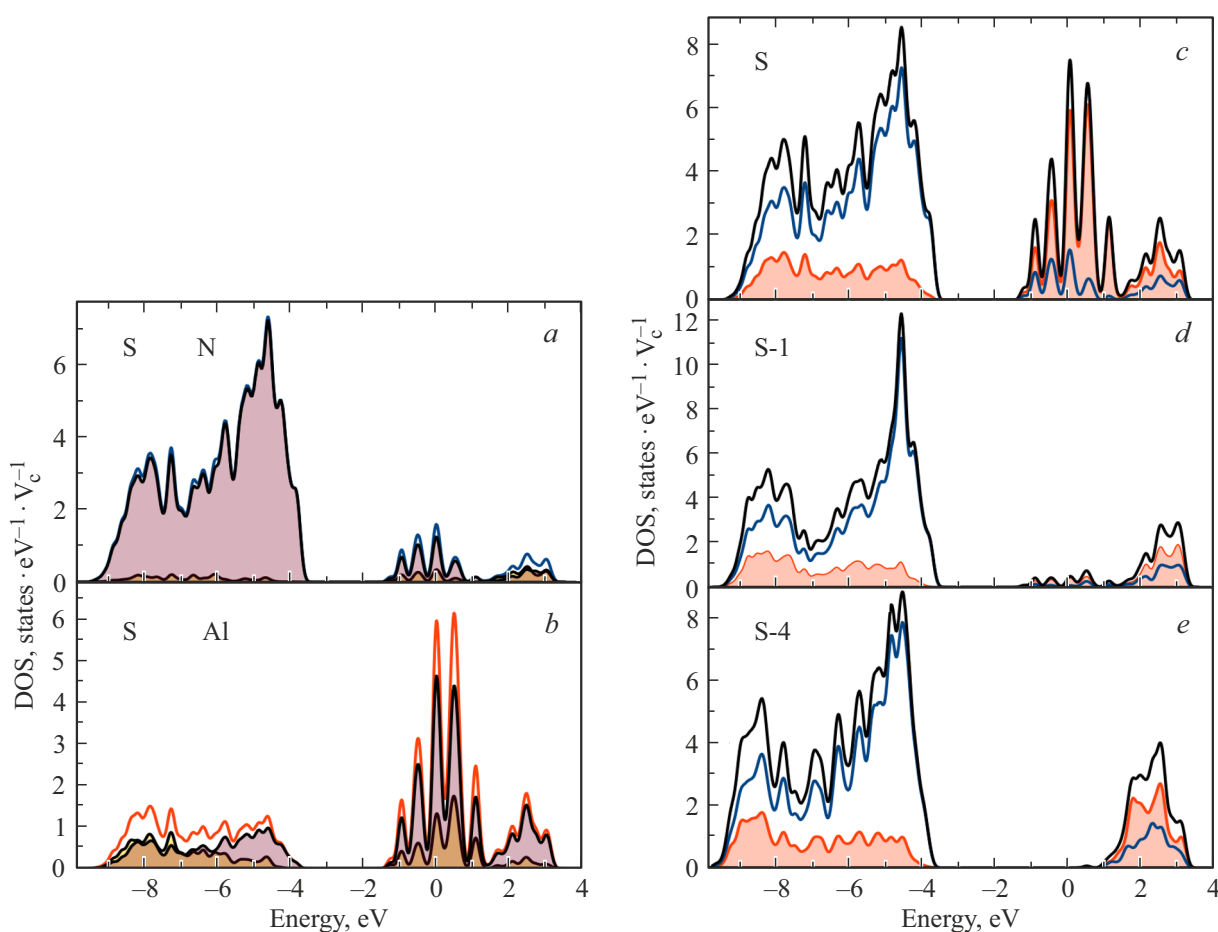 S N a
6
4
2
0
S Al b
6
5
4
3
2
1
0
–8 –6 –4 –2 0 2 4
Energy, eV
DOS, states · eV⁻¹ · V_c⁻¹
S c
8
6
4
2
0
S-1 d
12
10
8
6
4
2
0
S-4 e
8
6
4
2
0
–8 –6 –4 –2 0 2 4
Energy, eV
DOS, states · eV⁻¹ · V_c⁻¹